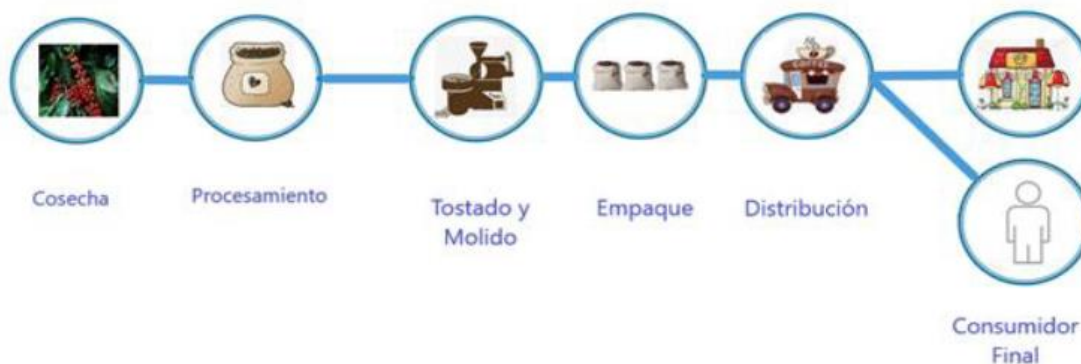 Cosecha
Procesamiento
Tostado y
Molido
Empaque
Distribución
Consumidor
Final